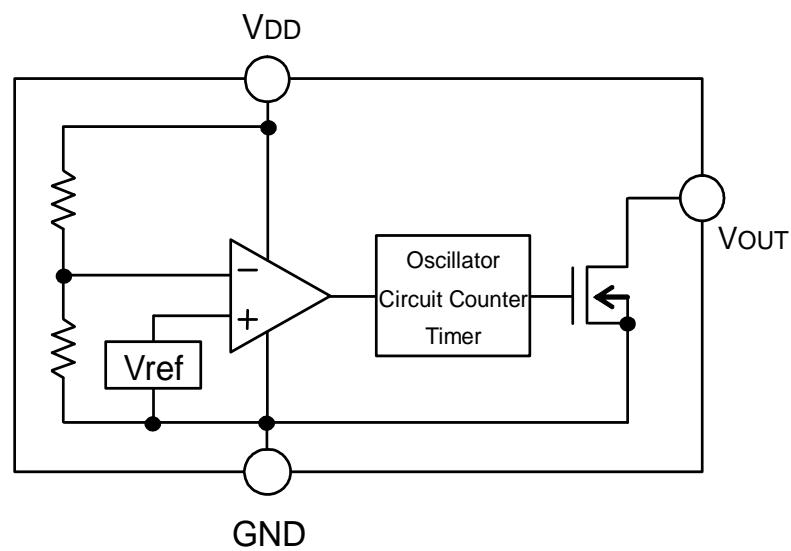 VDD
VOUT
−
+
Oscillator
Circuit Counter
Timer
Vref
GND